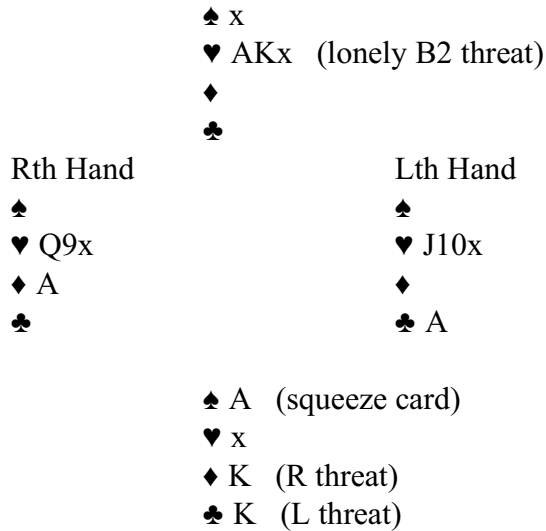 ♠ x
♥ AKx (lonely B2 threat)
♦
♣
Rth Hand Lth Hand
♠ ♠
♥ Q9x ♥ J10x
♦ A ♦
♣ ♣ A
♠ A (squeeze card)
♥ x
♦ K (R threat)
♣ K (L threat)